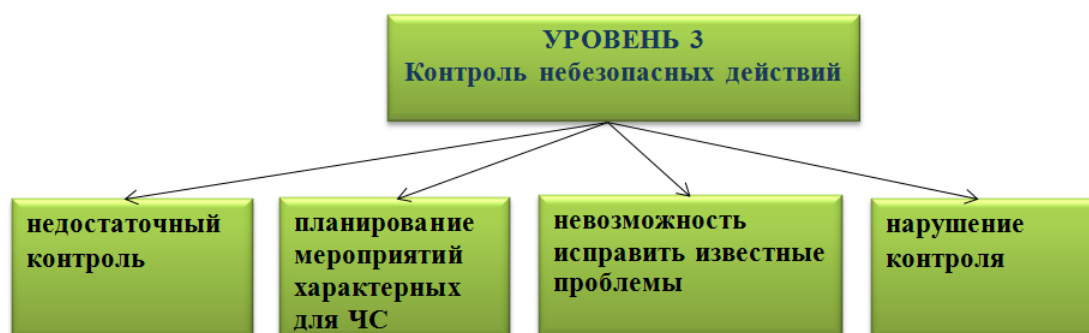 УРОВЕНЬ 3
Контроль небезопасных действий
недостаточный
контроль
планирование
мероприятий
характерных
для ЧС
невозможность
исправить известные
проблемы
нарушение
контроля